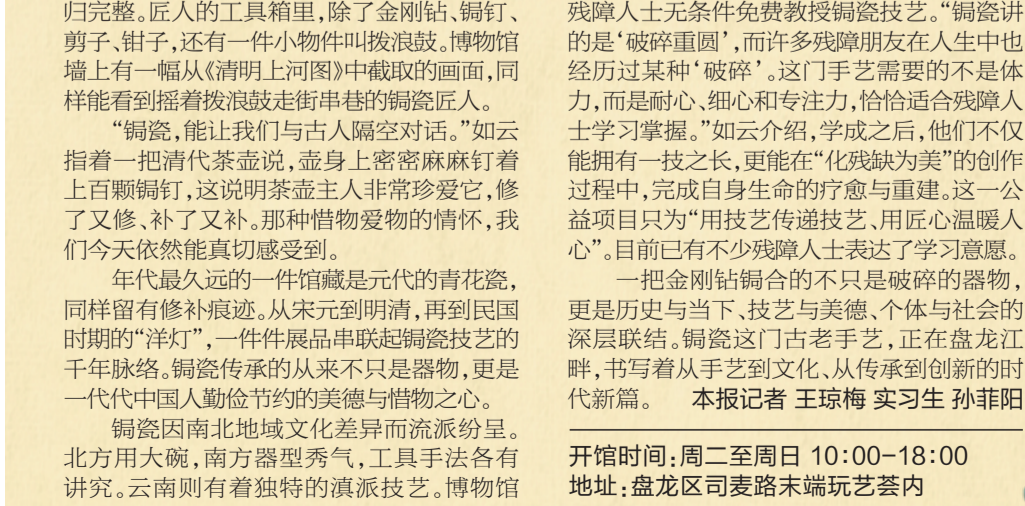 归完整。匠人的工具箱里,除了金刚钻、锔钉、
剪子、钳子,还有一件小物件叫拨浪鼓。博物馆
墙上有一幅从《清明上河图》中截取的画面,同
样能看到摇着拨浪鼓走街串巷的锔瓷匠人。
“锔瓷,能让我们与古人隔空对话。”如云
指着一把清代茶壶说,壶身上密密麻麻钉着
上百颗锔钉,这说明茶壶主人非常珍爱它,修
了又修、补了又补。那种惜物爱物的情怀,我
们今天依然能真切感受到。
年代最久远的一件馆藏是元代的青花瓷,
同样留有修补痕迹。从宋元到明清,再到民国
时期的“洋灯”,一件件展品串联起锔瓷技艺的
千年脉络。锔瓷传承的从来不只是器物,更是
一代代中国人勤俭节约的美德与惜物之心。
锔瓷因南北地域文化差异而流派纷呈。
北方用大碗,南方器型秀气,工具手法各有
讲究。云南则有着独特的滇派技艺。博物馆
残障人士无条件免费教授锔瓷技艺。“锔瓷讲
的是‘破碎重圆’,而许多残障朋友在人生中也
经历过某种‘破碎’。这门手艺需要的不是体
力,而是耐心、细心和专注力,恰恰适合残障人
士学习掌握。”如云介绍,学成之后,他们不仅
能拥有一技之长,更能在“化残缺为美”的创作
过程中,完成自身生命的疗愈与重建。这一公
益项目只为“用技艺传递技艺、用匠心温暖人
心”。目前已有不少残障人士表达了学习意愿。
一把金刚钻锔合的不只是破碎的器物,
更是历史与当下、技艺与美德、个体与社会的
深层联结。锔瓷这门古老手艺,正在盘龙江
畔,书写着从手艺到文化、从传承到创新的时
代新篇。 本报记者 王琼梅 实习生 孙菲阳
开馆时间:周二至周日 10:00-18:00
地址:盘龙区司麦路末端玩艺荟内